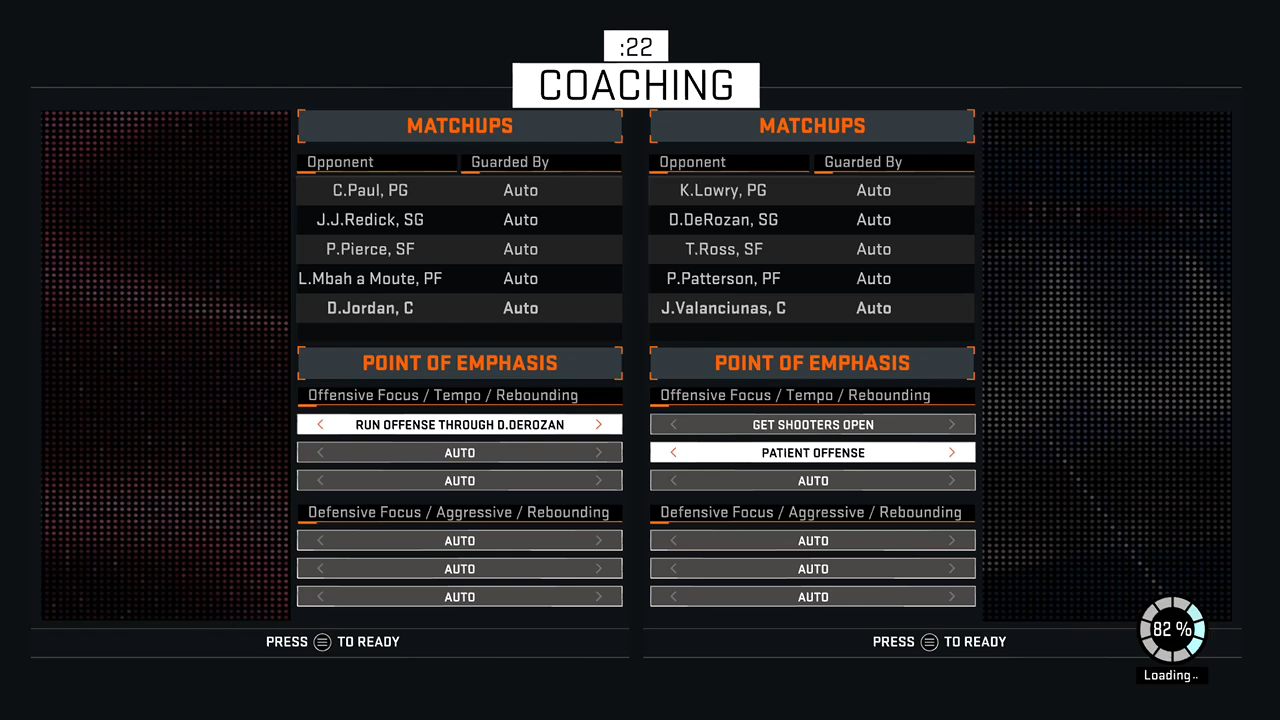 :22
COACHING
MATCHUPS
Opponent Guarded By
C.Paul, PG Auto
J.J.Redick, SG Auto
P.Pierce, SF Auto
L.Mbah a Moute, PF Auto
D.Jordan, C Auto
POINT OF EMPHASIS
Offensive Focus / Tempo / Rebounding
RUN OFFENSE THROUGH D.DEROZAN
AUTO
AUTO
Defensive Focus / Aggressive / Rebounding
AUTO
AUTO
AUTO
PRESS TO READY
MATCHUPS
Opponent Guarded By
K.Lowry, PG Auto
D.DeRozan, SG Auto
T.Ross, SF Auto
P.Patterson, PF Auto
J.Valanciunas, C Auto
POINT OF EMPHASIS
Offensive Focus / Tempo / Rebounding
GET SHOOTERS OPEN
PATIENT OFFENSE
AUTO
Defensive Focus / Aggressive / Rebounding
AUTO
AUTO
AUTO
PRESS TO READY
82 %
Loading..